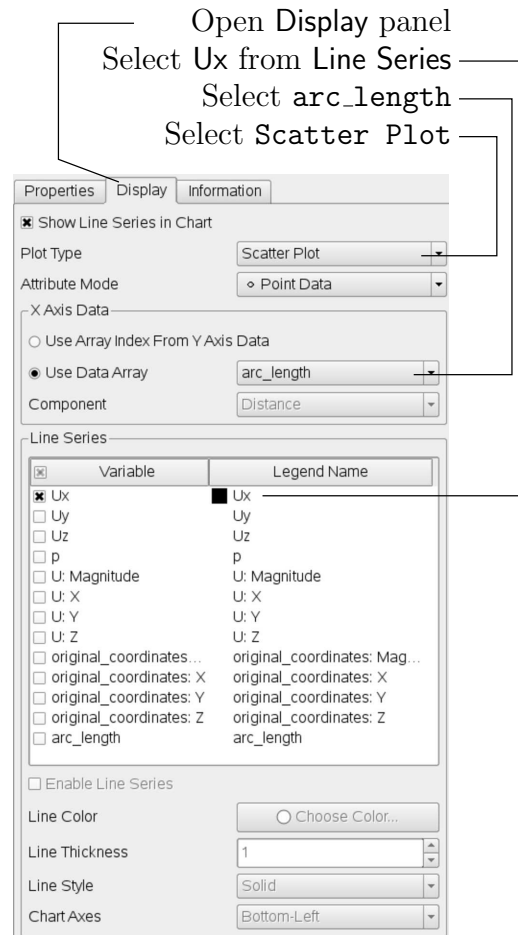 Open Display panel
Select Ux from Line Series
Select arc_length
Select Scatter Plot
Properties Display Information
Show Line Series in Chart
Plot Type Scatter Plot
Attribute Mode Point Data
X Axis Data
Use Array Index From Y Axis Data
Use Data Array arc_length
Component Distance
Line Series
Variable Legend Name
Ux Ux
Uy Uy
Uz Uz
p p
U: Magnitude U: Magnitude
U: X U: X
U: Y U: Y
U: Z U: Z
original_coordinates... original_coordinates: Mag...
original_coordinates: X original_coordinates: X
original_coordinates: Y original_coordinates: Y
original_coordinates: Z original_coordinates: Z
arc_length arc_length
Enable Line Series
Line Color Choose Color...
Line Thickness 1
Line Style Solid
Chart Axes Bottom-Left